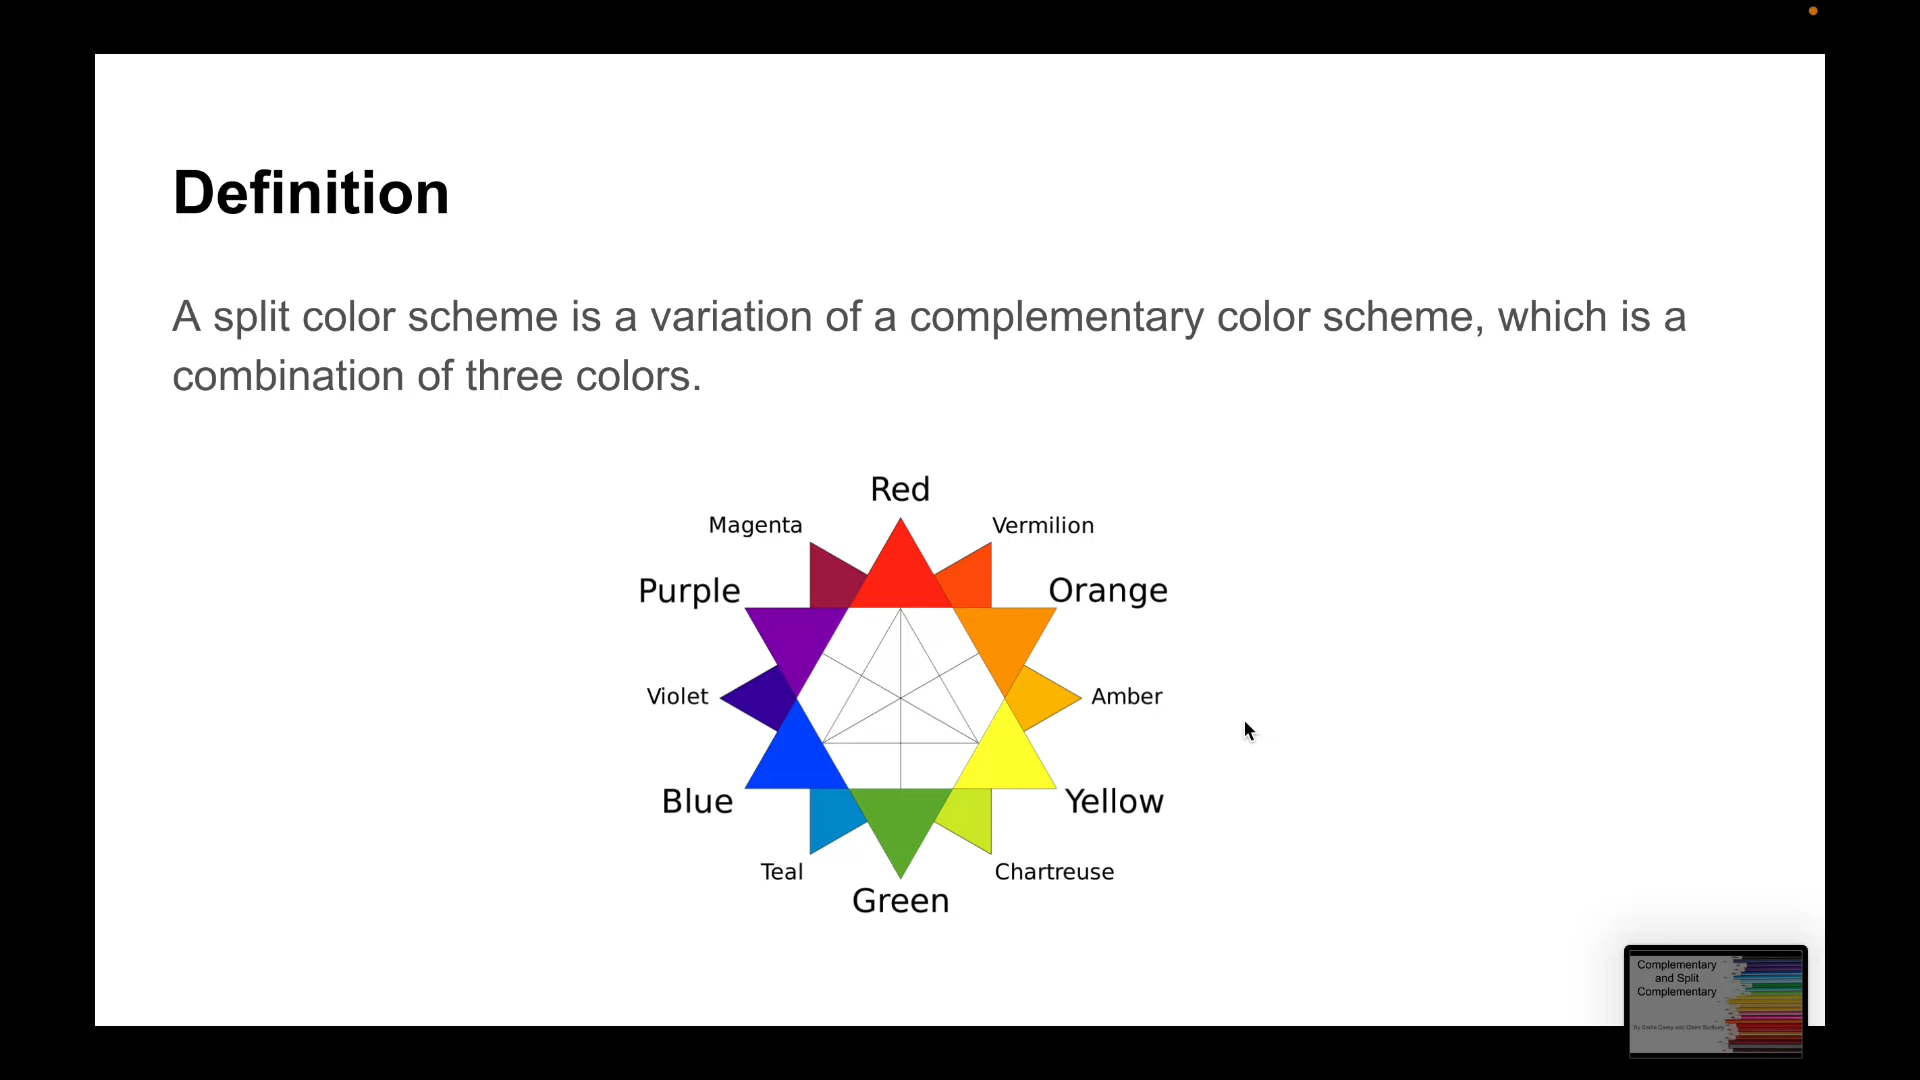 Definition
A split color scheme is a variation of a complementary color scheme, which is a
combination of three colors.
Red
Magenta
Vermilion
Purple
Orange
Violet
Amber
Blue
Yellow
Teal
Chartreuse
Green
Complementary
and Split
Complementary